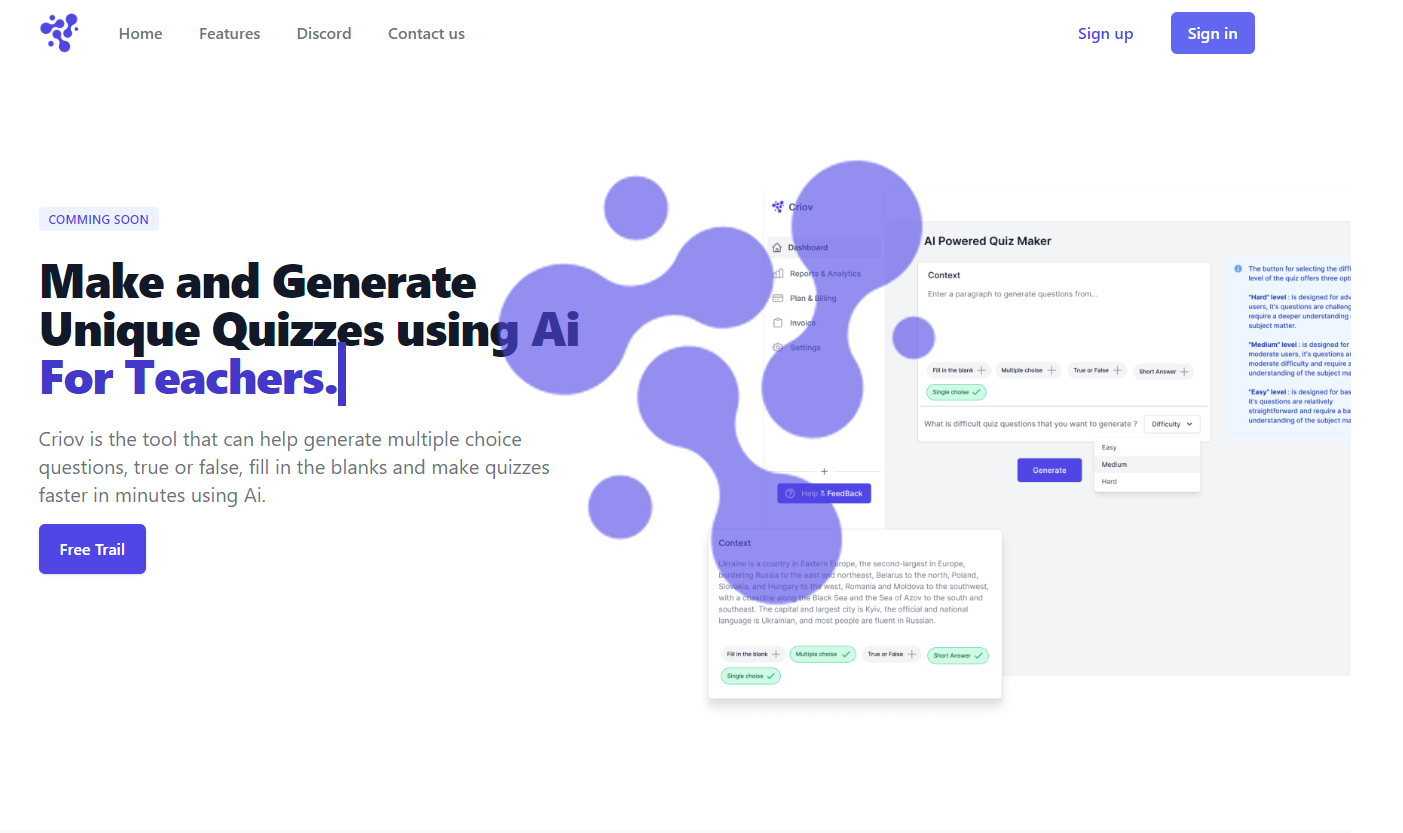 Home Features Discord Contact us Sign up Sign in
COMMING SOON
Make and Generate
Unique Quizzes using Ai
For Teachers.
Criov is the tool that can help generate multiple choice
questions, true or false, fill in the blanks and make quizzes
faster in minutes using Ai.
Free Trail
Criov
Dashboard
Reports & Analytics
Plan & Billing
Invoice
Settings
Help & FeedBack
AI Powered Quiz Maker
Context
Enter a paragraph to generate questions from...
Fill in the blank Multiple choise True or False Short Answer
Single choise
What is difficult quiz questions that you want to generate ? Difficulty
Easy
Medium
Hard
Generate
The button for selecting the diffi
level of the quiz offers three opti
"Hard" level : is designed for adv
users, it's questions are challeng
require a deeper understanding
subject matter.
"Medium" level : is designed for
moderate users, it's questions a
moderate difficulty and require a
understanding of the subject ma
"Easy" level : is designed for bas
it's questions are relatively
straightforward and require a ba
understanding of the subject ma
Context
Ukraine is a country in Eastern Europe, the second-largest in Europe,
bordering Russia to the east and northeast, Belarus to the north, Poland,
Slovakia, and Hungary to the west, Romania and Moldova to the southwest,
with a coastline along the Black Sea and the Sea of Azov to the south and
southeast. The capital and largest city is Kyiv, the official and national
language is Ukrainian, and most people are fluent in Russian.
Fill in the blank Multiple choise True or False Short Answer
Single choise